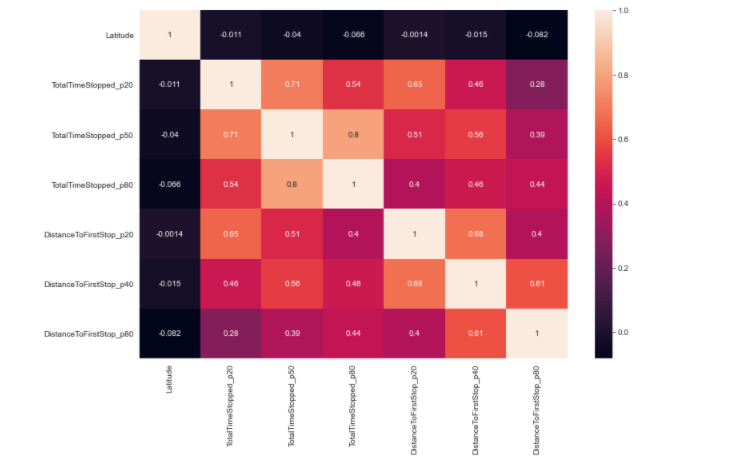 Latitude 1 -0.011 -0.04 -0.066 -0.0014 -0.015 -0.082
TotalTimeStopped_p20 -0.011 1 0.71 0.54 0.65 0.46 0.28
TotalTimeStopped_p50 -0.04 0.71 1 0.8 0.51 0.56 0.39
TotalTimeStopped_p80 -0.066 0.54 0.8 1 0.4 0.46 0.44
DistanceToFirstStop_p20 -0.0014 0.65 0.51 0.4 1 0.68 0.4
DistanceToFirstStop_p40 -0.015 0.46 0.56 0.46 0.68 1 0.61
DistanceToFirstStop_p80 -0.082 0.28 0.39 0.44 0.4 0.61 1
Latitude
TotalTimeStopped_p20
TotalTimeStopped_p50
TotalTimeStopped_p80
DistanceToFirstStop_p20
DistanceToFirstStop_p40
DistanceToFirstStop_p80
1.0
0.8
0.6
0.4
0.2
0.0